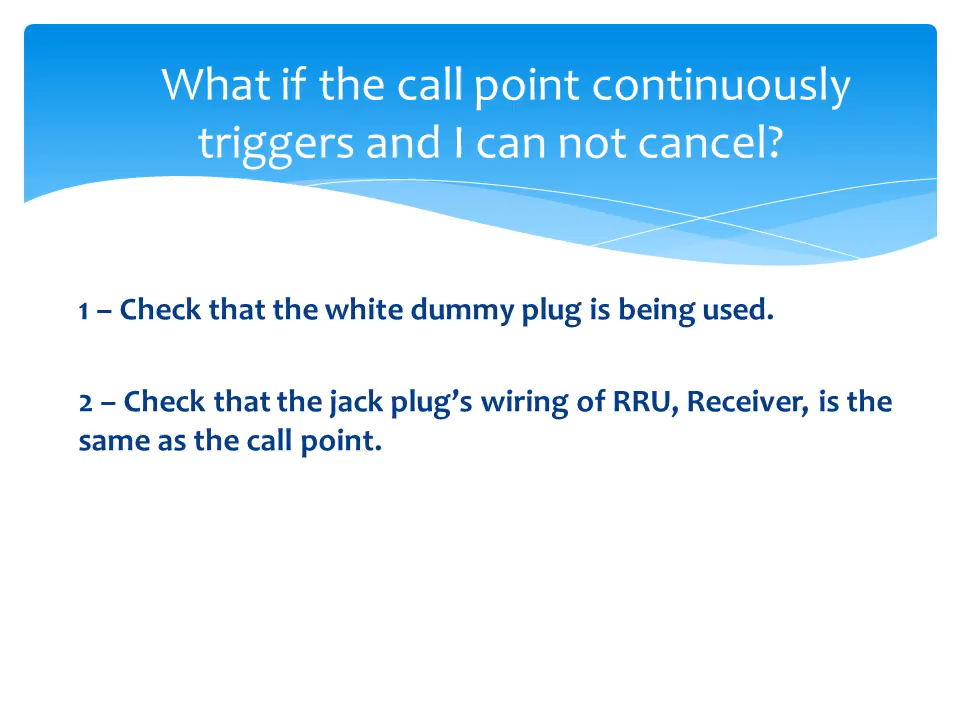 What if the call point continuously
triggers and I can not cancel?
1 – Check that the white dummy plug is being used.
2 – Check that the jack plug’s wiring of RRU, Receiver, is the
same as the call point.